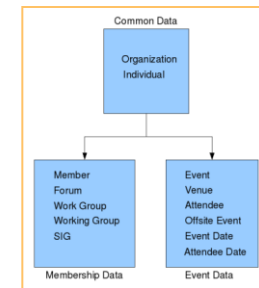 Common Data
Organization
Individual
Member
Forum
Work Group
Working Group
SIG
Membership Data
Event
Venue
Attendee
Offsite Event
Event Date
Attendee Date
Event Data